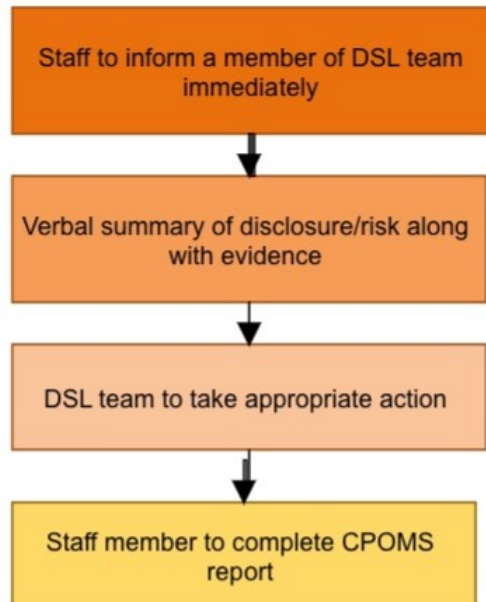 Staff to inform a member of DSL team
immediately
Verbal summary of disclosure/risk along
with evidence
DSL team to take appropriate action
Staff member to complete CPOMS
report